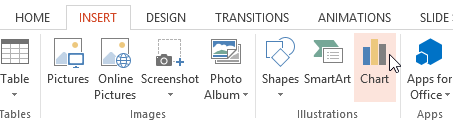 HOME INSERT DESIGN TRANSITIONS ANIMATIONS SLIDE
Table Pictures Online Pictures Screenshot Photo Album Shapes SmartArt Chart Apps for Office
Tables Images Illustrations Apps